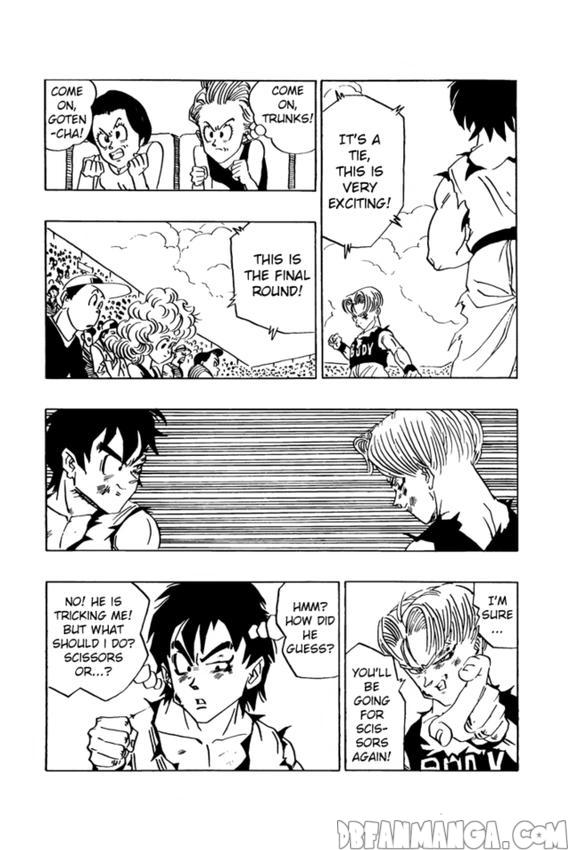 IT'S A
TIE,
THIS IS
VERY
EXCITING!
COME
ON,
TRUNKS!
COME
ON,
GOTEN
-CHA!
BUDY
THIS IS
THE FINAL
ROUND!
I'M
SURE
...
YOU'LL
BE
GOING
FOR
SCIS-
SORS
AGAIN!
HMM?
HOW DID
HE
GUESS?
NO! HE IS
TRICKING ME!
BUT WHAT
SHOULD I DO?
SCISSORS
OR...?
DBFANMANGA.COM